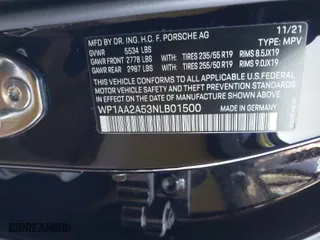 MFD. BY DR. ING. H.C. F. PORSCHE AG 11/21
GVWR 5534 LBS TYPE: MPV
GAWR FRONT 2778 LBS WITH TIRES 235/55 R19 RIMS 8.5JX19
GAWR REAR 2987 LBS WITH TIRES 255/50 R19 RIMS 9.0JX19
THIS VEHICLE CONFORMS TO ALL APPLICABLE U.S. FEDERAL
MOTOR VEHICLE SAFETY, BUMPER, AND THEFT PREVENTION
STANDARDS IN EFFECT ON THE DATE OF MANUFACTURE SHOWN ABOVE.
WP1AA2A53NLB01500
DREAMBID